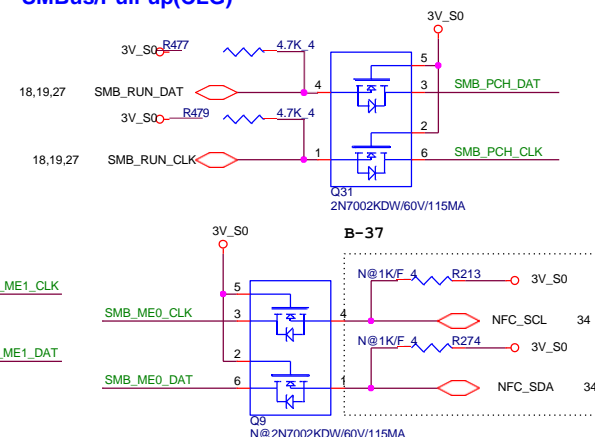 SMBus/Pull-up(CLG)
3V_S0
3V_S0 R477 4.7K_4
5
18,19,27 SMB_RUN_DAT 4 3 SMB_PCH_DAT
3V_S0 R479 4.7K_4
2
18,19,27 SMB_RUN_CLK 1 6 SMB_PCH_CLK
Q31
2N7002KDW/60V/115MA
3V_S0 B-37
N@1K/F_4 R213 3V_S0
_ME1_CLK 5
SMB_ME0_CLK 3 4 NFC_SCL 34
N@1K/F_4 R274 3V_S0
_ME1_DAT 2
SMB_ME0_DAT 6 1 NFC_SDA 34
Q9
N@2N7002KDW/60V/115MA